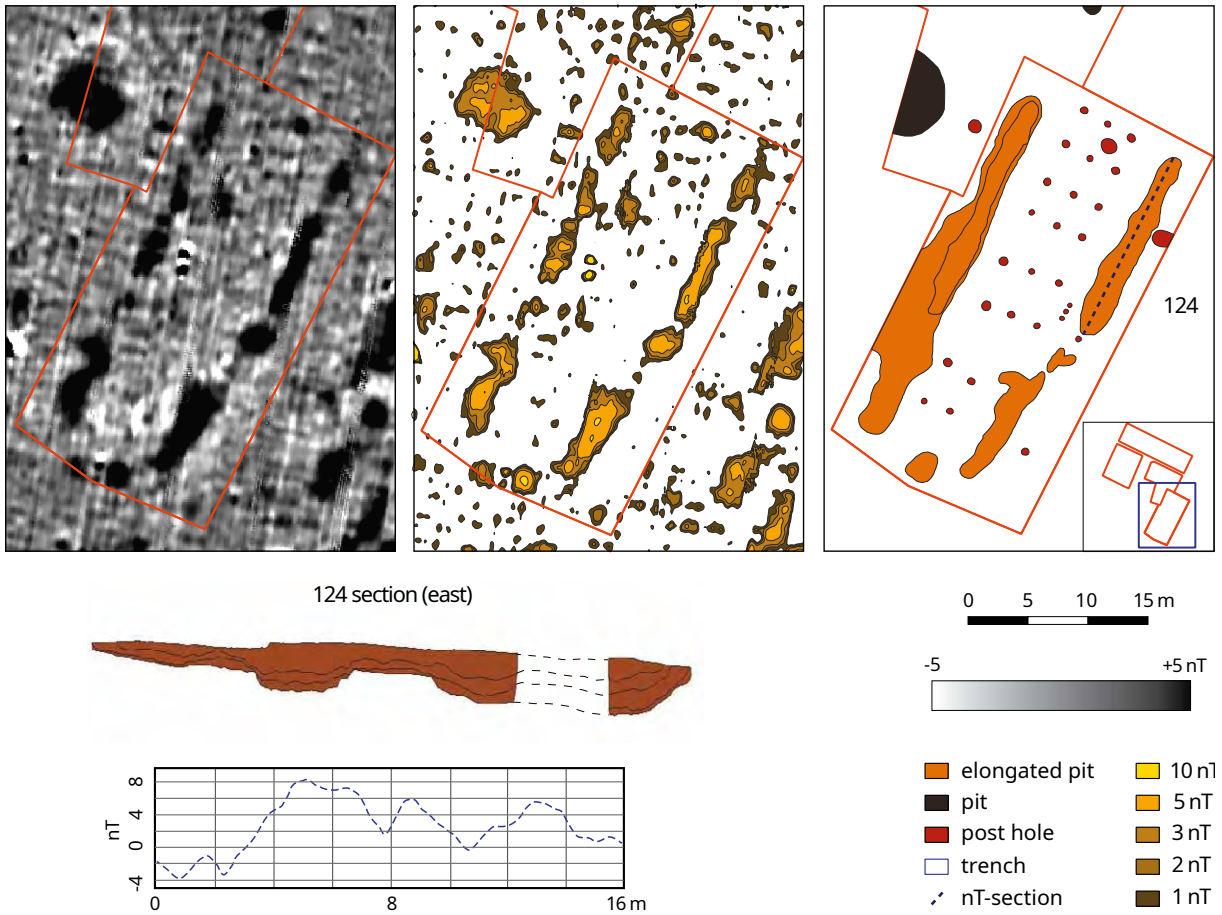 124
124 section (east)
0 5 10 15 m
-5 +5 nT
elongated pit
pit
post hole
trench
nT-section
10 nT
5 nT
3 nT
2 nT
1 nT
nT
8
4
0
-4
0 8 16 m